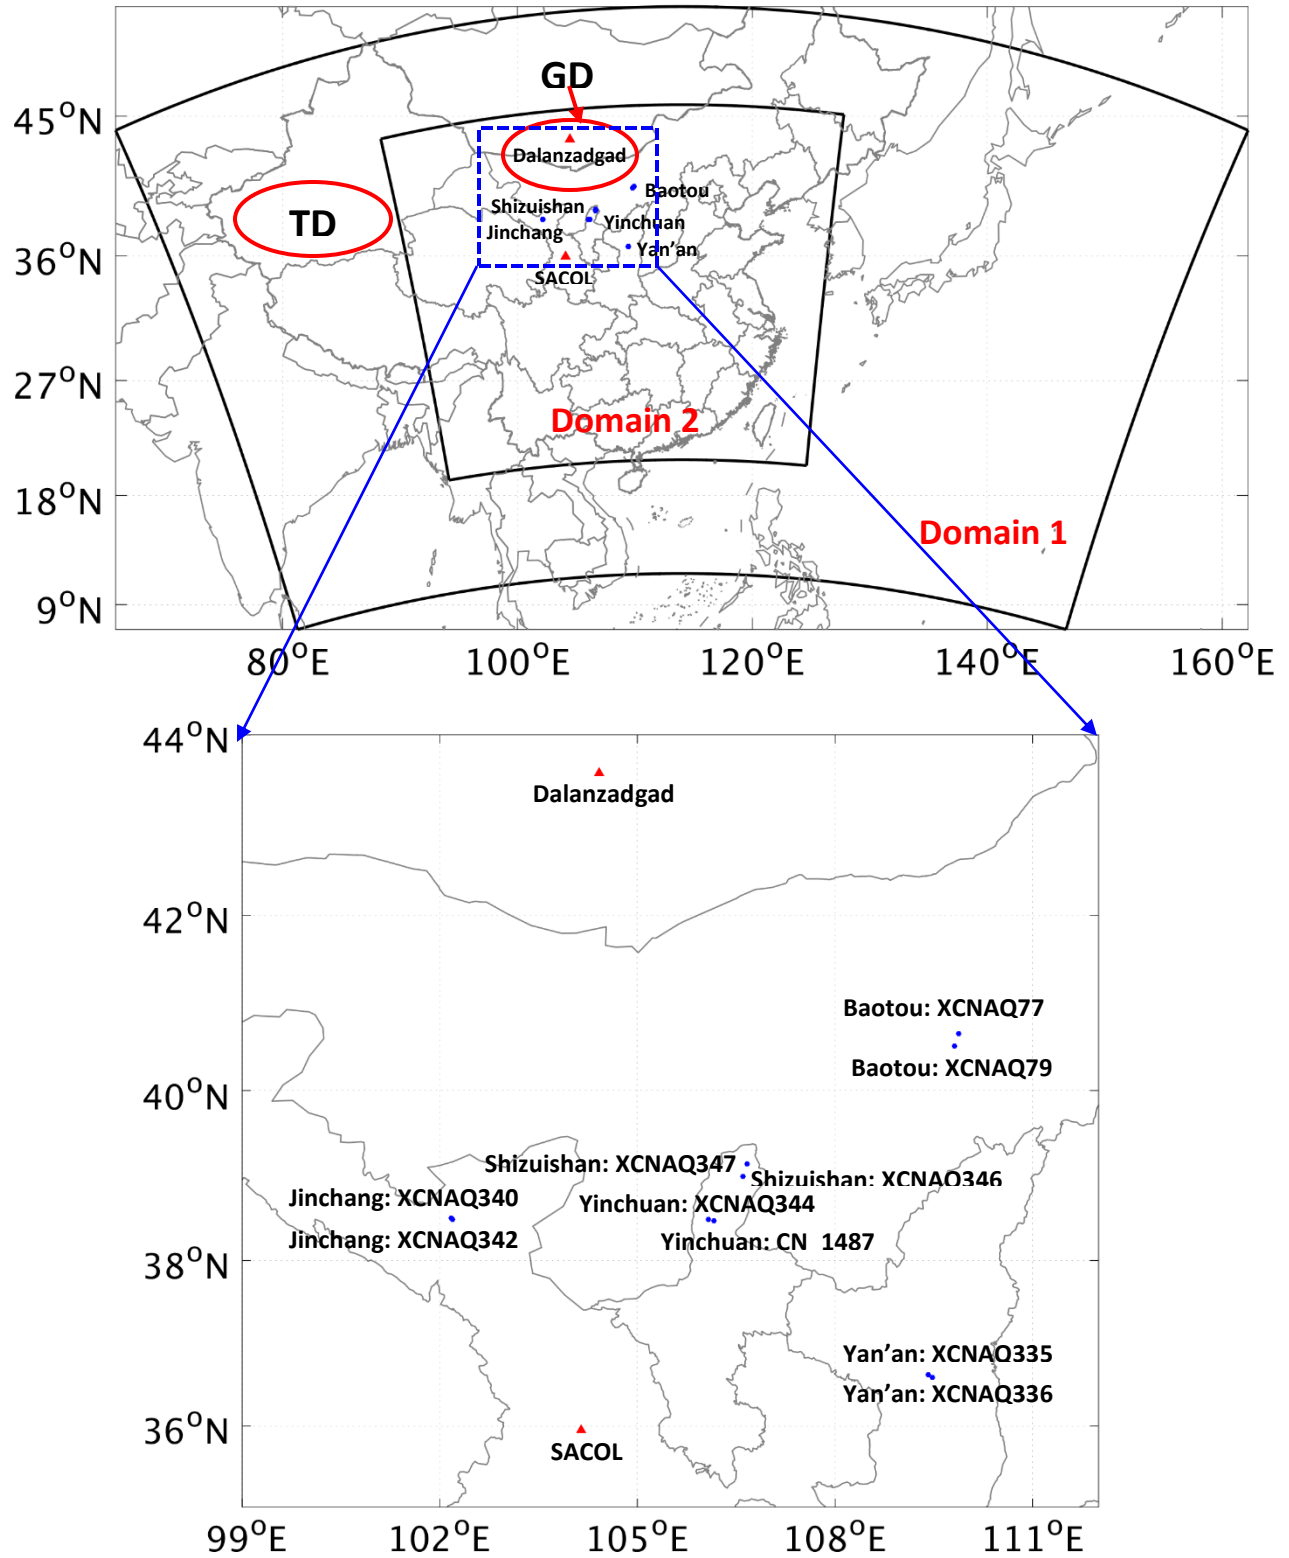 GD
45°N
Dalanzadgad
Baotou
Shizuishan
TD
Yinchuan
Jinchang
Yan’an
36°N
SACOL
27°N
Domain 2
18°N
Domain 1
9°N
80°E 100°E 120°E 140°E 160°E
44°N
Dalanzadgad
42°N
Baotou: XCNAQ77
Baotou: XCNAQ79
40°N
Shizuishan: XCNAQ347
Shizuishan: XCNAQ346
Jinchang: XCNAQ340
Yinchuan: XCNAQ344
Jinchang: XCNAQ342
Yinchuan: CN 1487
38°N
Yan’an: XCNAQ335
Yan’an: XCNAQ336
36°N
SACOL
99°E 102°E 105°E 108°E 111°E